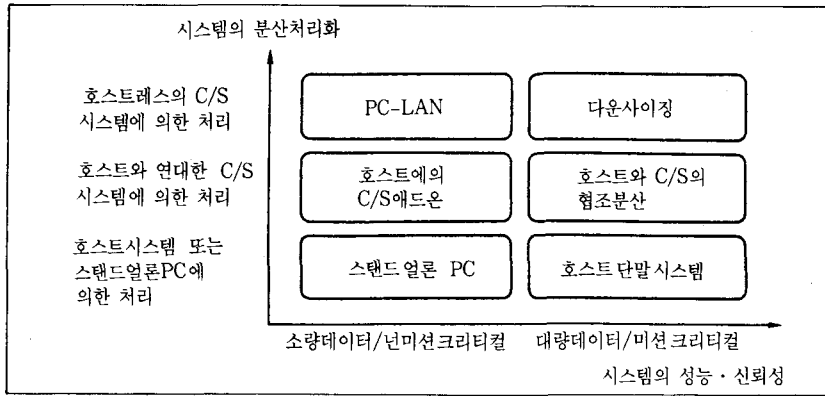 시스템의 분산처리화
호스트레스의 C/S
시스템에 의한 처리
PC-LAN
다운사이징
호스트와 연대한 C/S
시스템에 의한 처리
호스트에의
C/S애드온
호스트와 C/S의
협조분산
호스트시스템 또는
스탠드얼론PC에
의한 처리
스탠드얼론 PC
호스트단말시스템
소량데이터/넌미션크리티컬
대량데이터/미션크리티컬
시스템의 성능·신뢰성